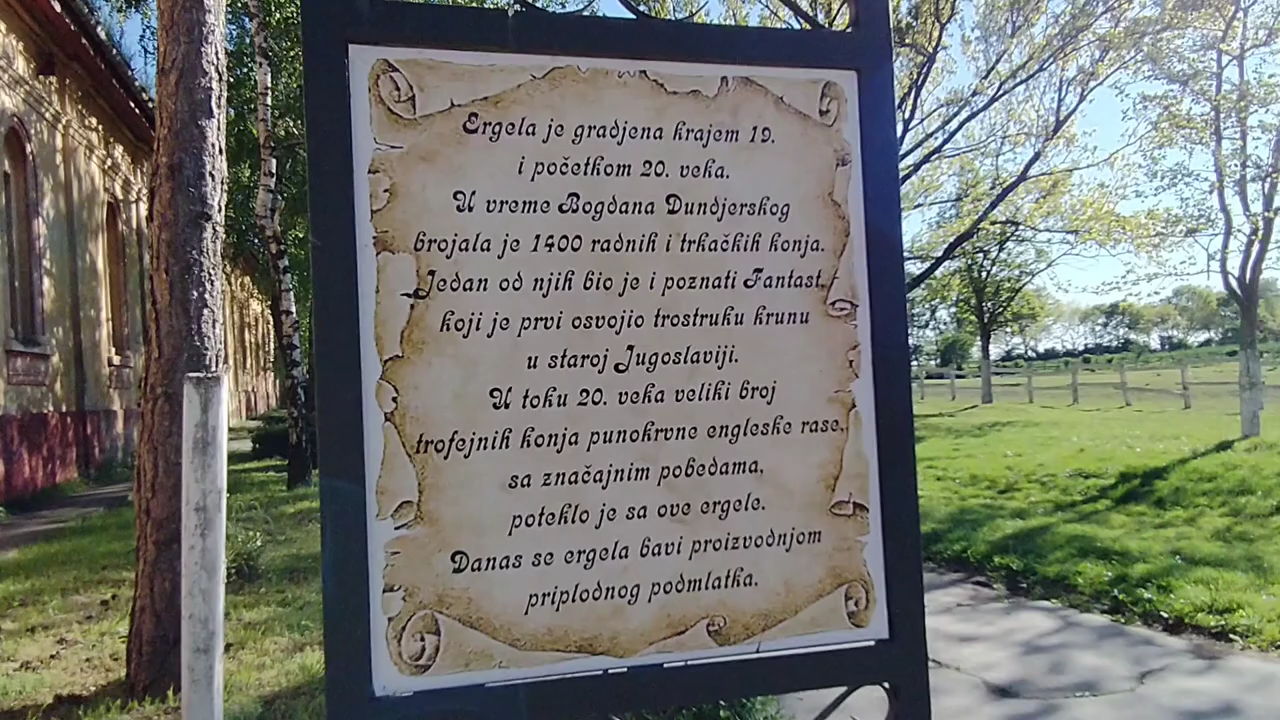 Ergela je gradjena krajem 19.
i početkom 20. veka.
U vreme Bogdana Dundjerskog
brojala je 1400 radnih i trkačkih konja.
Jedan od njih bio je i poznati Fantast,
koji je prvi osvojio trostruku krunu
u staroj Jugoslaviji.
U toku 20. veka veliki broj
trofejnih konja punokrvne engleske rase,
sa značajnim pobedama,
poteklo je sa ove ergele.
Danas se ergela bavi proizvodnjom
priplodnog podmlatka.